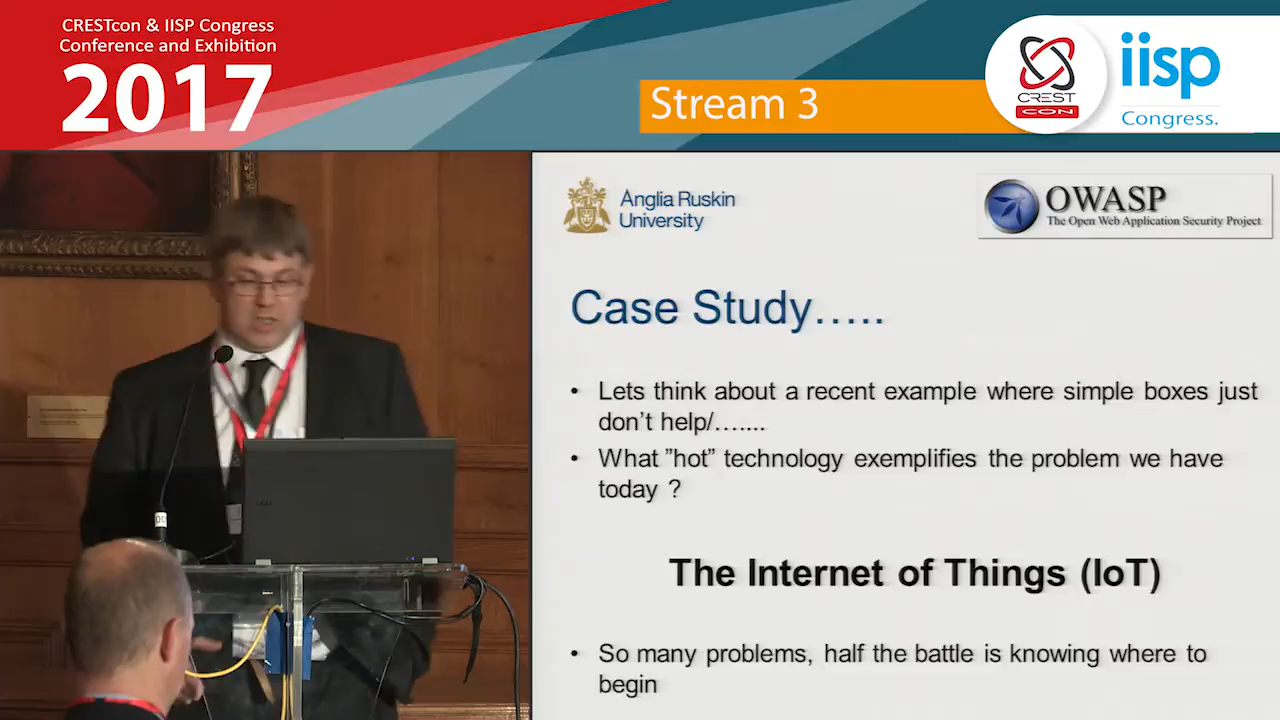 CRESTcon & IISP Congress
Conference and Exhibition
2017
Stream 3
CREST
CON
iisp
Congress.
Anglia Ruskin
University
OWASP
The Open Web Application Security Project
Case Study…..
• Lets think about a recent example where simple boxes just
don’t help/…....
• What ”hot” technology exemplifies the problem we have
today ?
The Internet of Things (IoT)
• So many problems, half the battle is knowing where to
begin